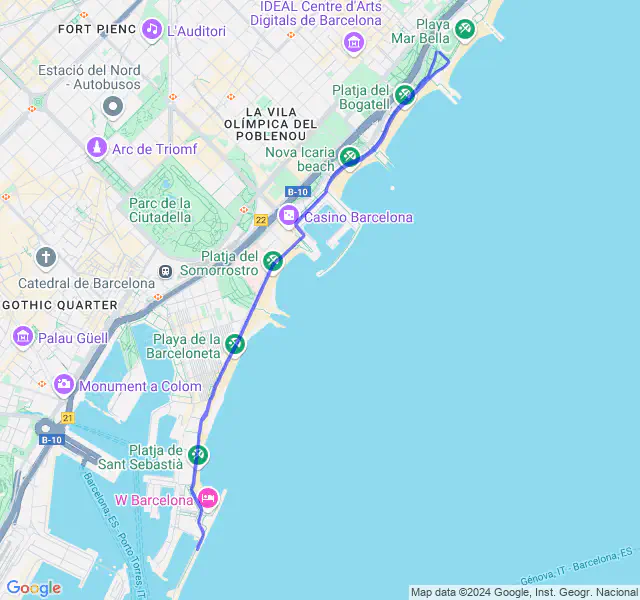 IDEAL Centre d'Arts
Digitals de Barcelona
Playa
Mar Bella
FORT PIENC
L'Auditori
Estació del Nord
- Autobusos
Platja del
Bogatell
LA VILA
OLÍMPICA DEL
POBLENOU
Arc de Triomf
Nova Icaria
beach
B-10
Parc de la
Ciutadella
22
Casino Barcelona
Platja del
Somorrostro
Catedral de Barcelona
GOTHIC QUARTER
Palau Güell
Playa de la
Barceloneta
Monument a Colom
21
B-10
Platja de
Sant Sebastià
Barcelona, ES - Porto Torres, IT
W Barcelona
Génova, IT - Barcelona, ES
Google
Map data ©2024 Google, Inst. Geogr. Nacional